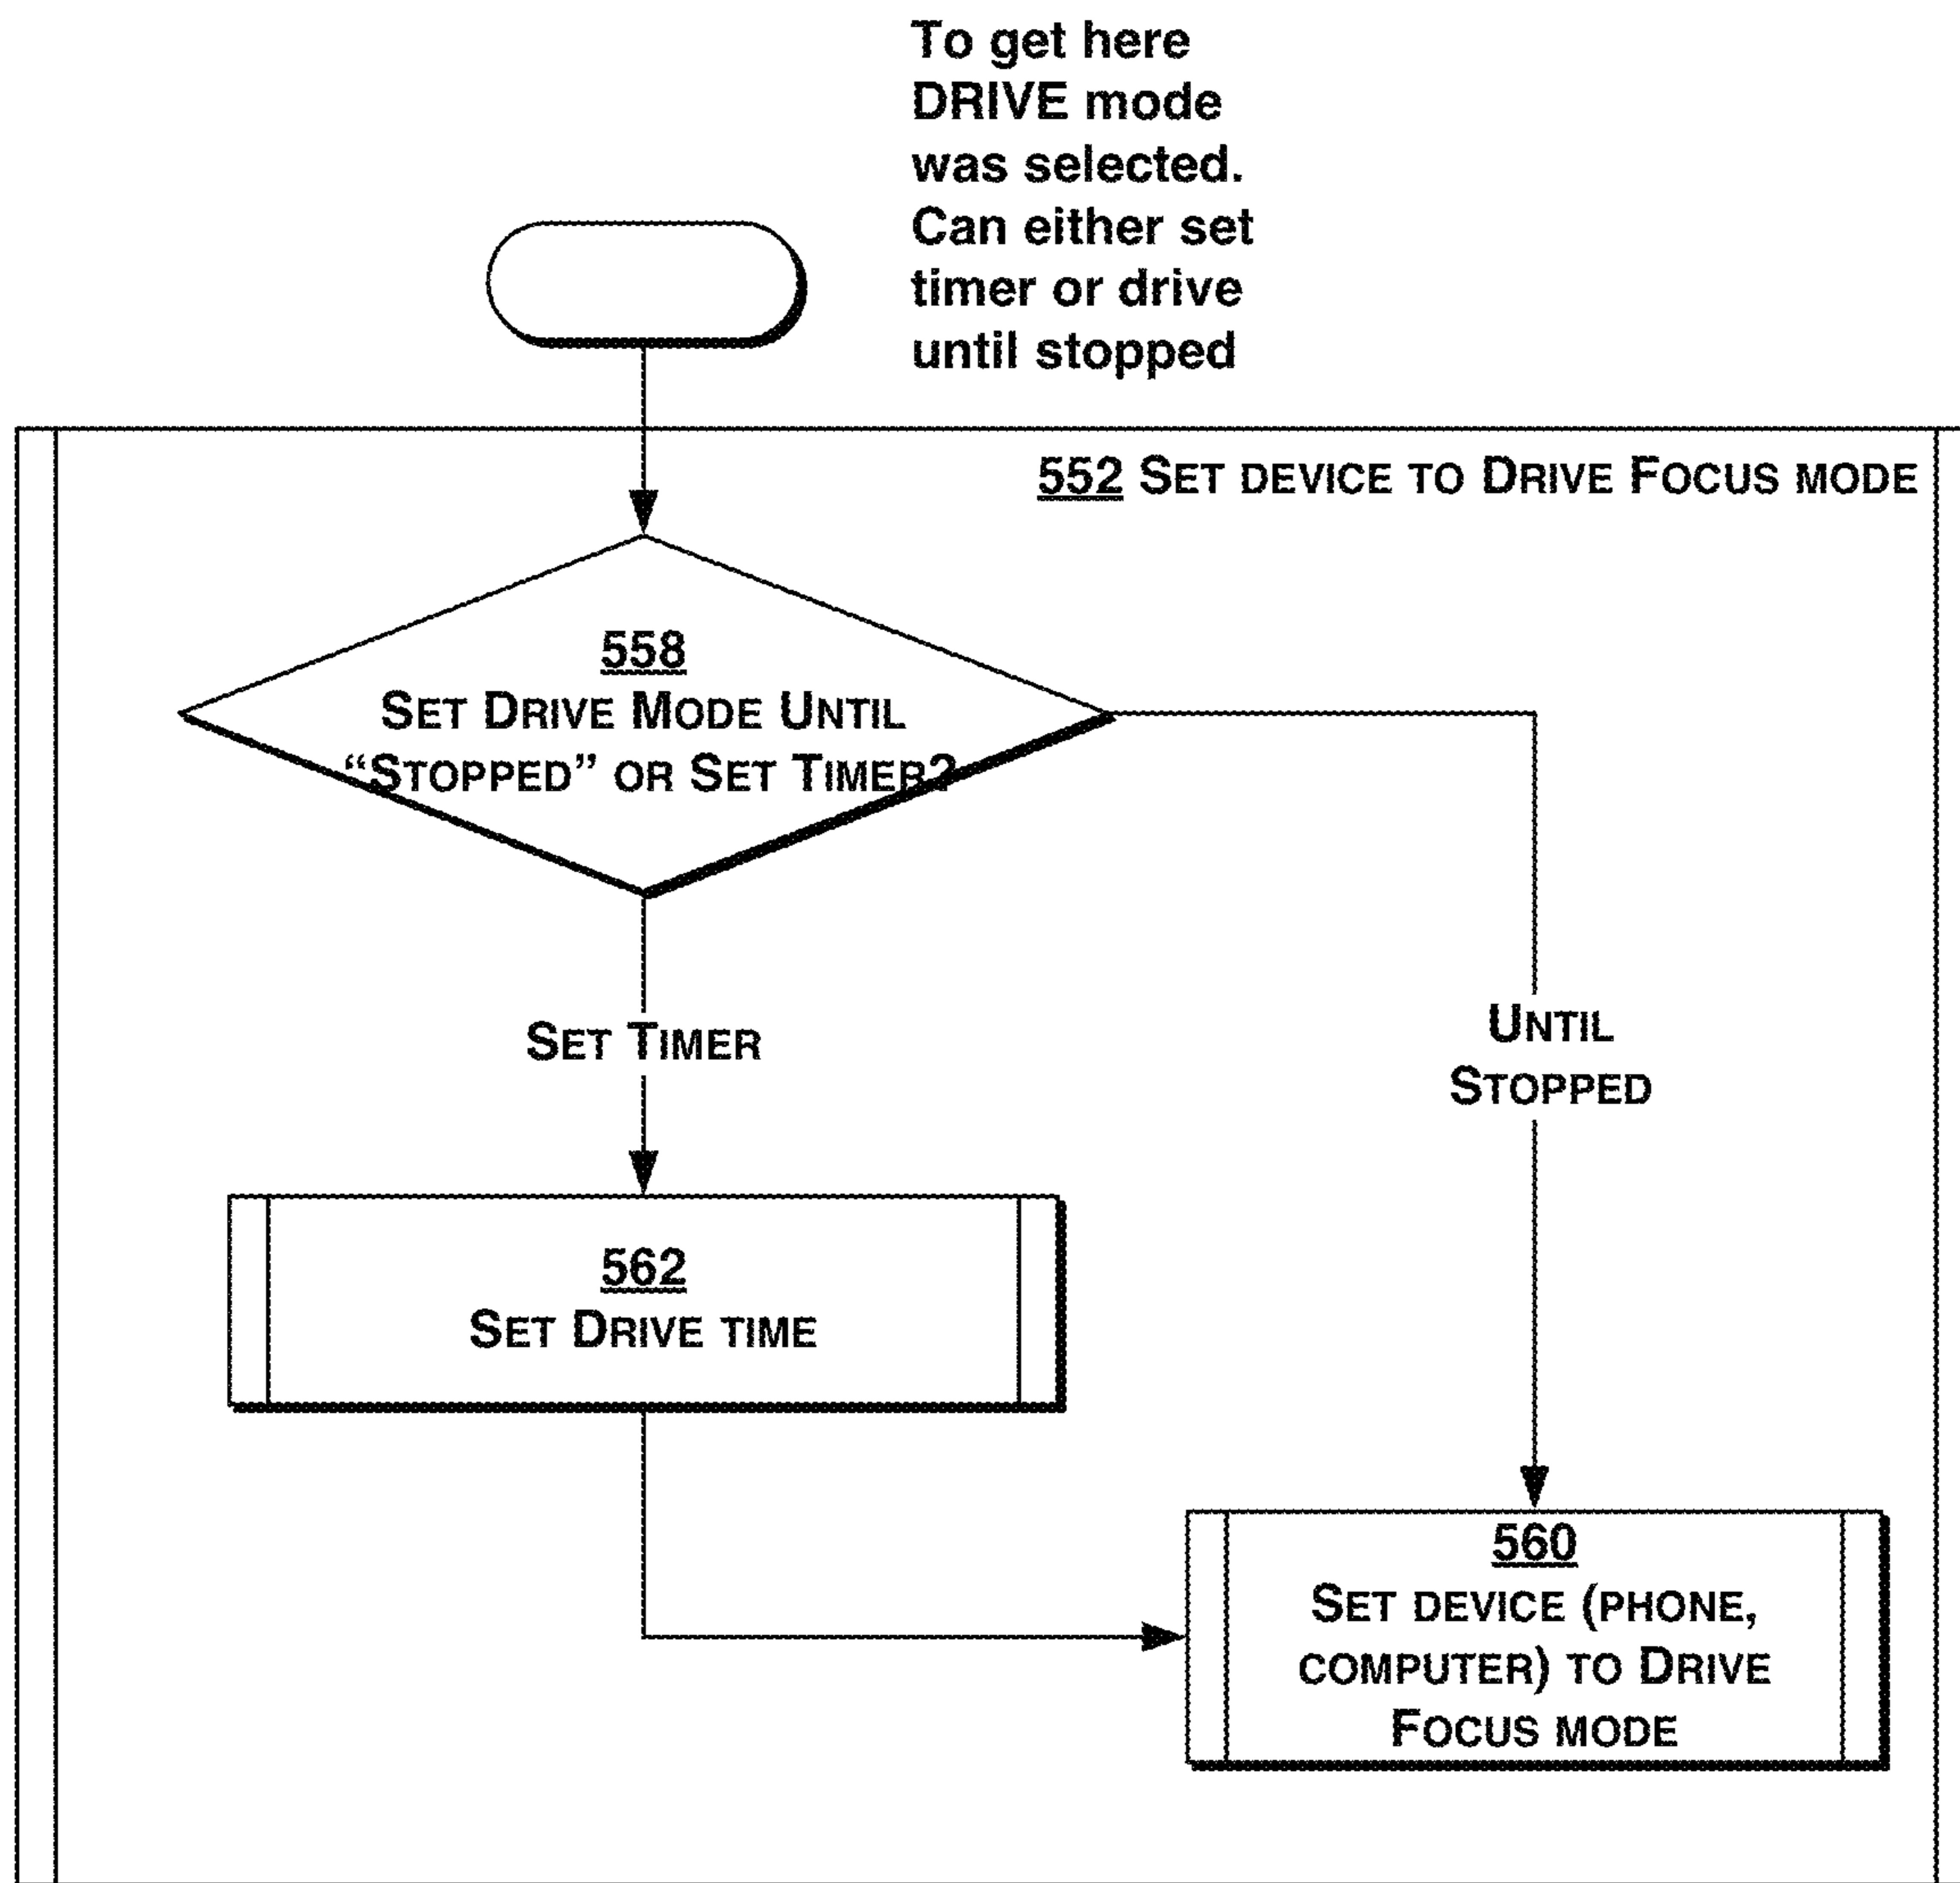 To get here
DRIVE mode
was selected.
Can either set
timer or drive
until stopped
552 SET DEVICE TO DRIVE FOCUS MODE
558
SET DRIVE MODE UNTIL
“STOPPED” OR SET TIMER?
SET TIMER
UNTIL
STOPPED
562
SET DRIVE TIME
560
SET DEVICE (PHONE,
COMPUTER) TO DRIVE
FOCUS MODE